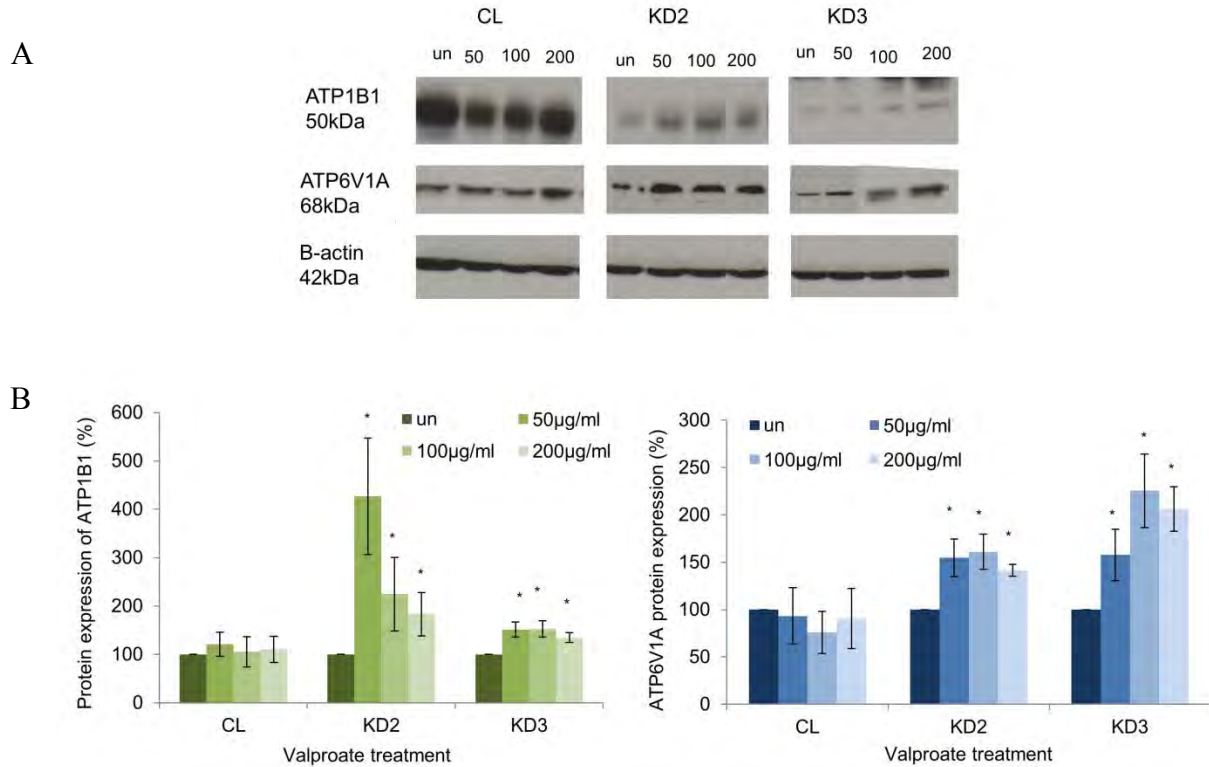 A
CL KD2 KD3
un 50 100 200 un 50 100 200 un 50 100 200
ATP1B1
50kDa
ATP6V1A
68kDa
B-actin
42kDa
B
Protein expression of ATP1B1 (%)
600
500
400
300
200
100
0
un 50µg/ml
100µg/ml 200µg/ml
*
*
*
* * *
CL KD2 KD3
Valproate treatment
ATP6V1A protein expression (%)
300
250
200
150
100
50
0
un 50µg/ml
100µg/ml 200µg/ml
* * *
* * *
CL KD2 KD3
Valproate treatment